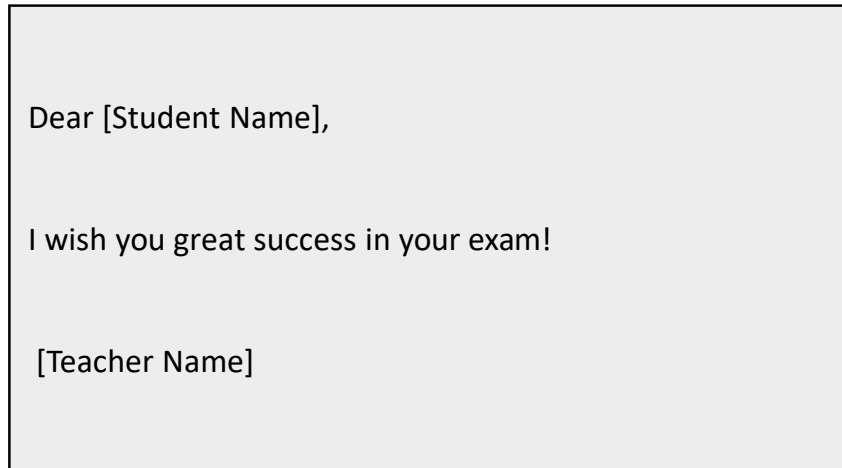 Dear [Student Name],
I wish you great success in your exam!
[Teacher Name]